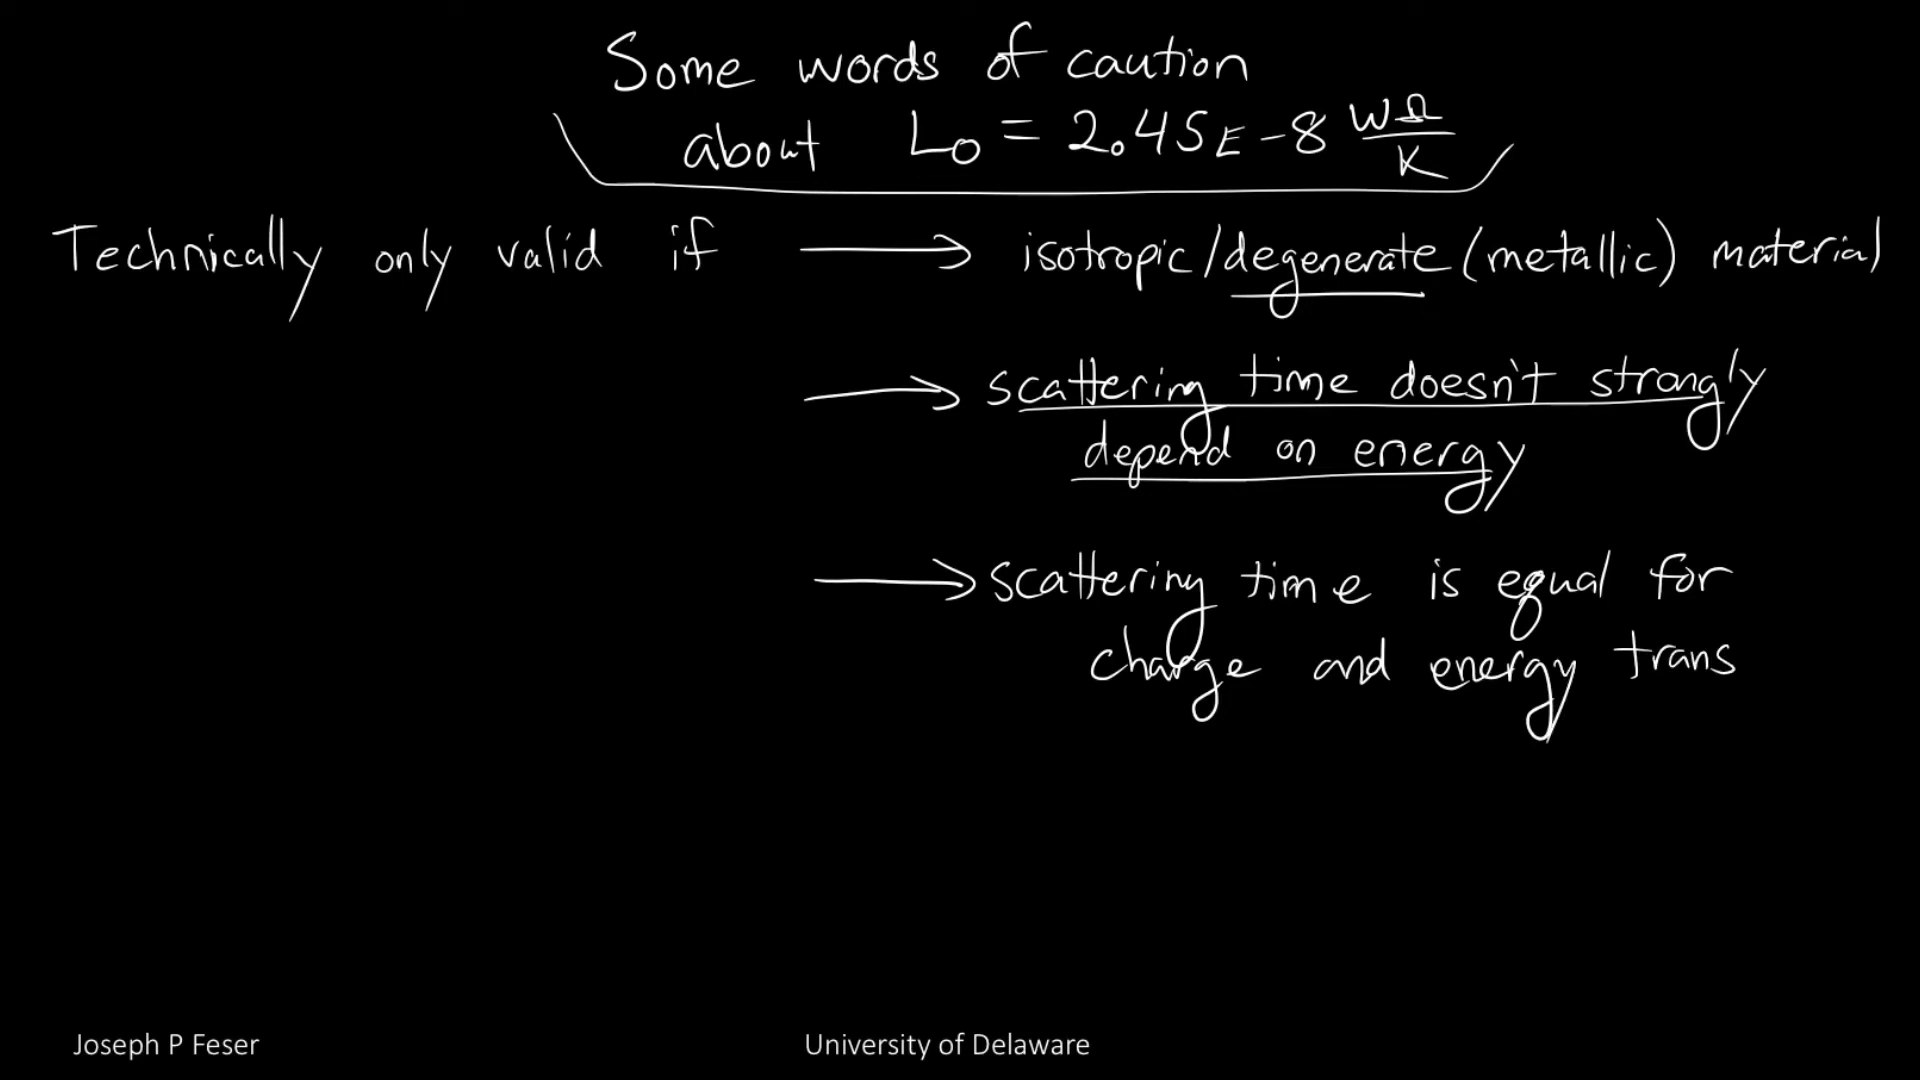 Some words of caution
about L₀ = 2.45E-8 WΩ/K
Technically only valid if → isotropic/degenerate (metallic) material
→ scattering time doesn't strongly
depend on energy
→ scattering time is equal for
charge and energy trans
Joseph P Feser University of Delaware